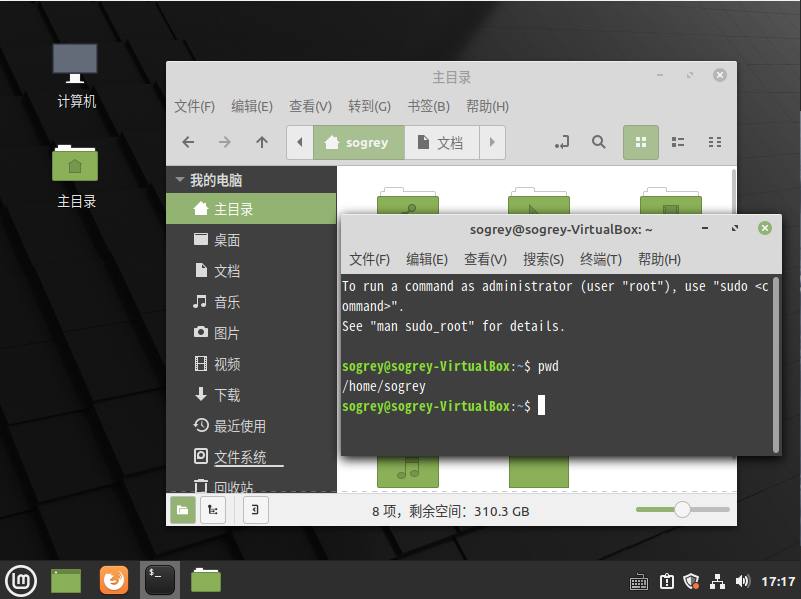 计算机
主目录
主目录
文件(F) 编辑(E) 查看(V) 转到(G) 书签(B) 帮助(H)
sogrey 文档
我的电脑
主目录
桌面
文档
音乐
图片
视频
下载
最近使用
文件系统
回收站
8 项，剩余空间：310.3 GB
sogrey@sogrey-VirtualBox: ~
文件(F) 编辑(E) 查看(V) 搜索(S) 终端(T) 帮助(H)
To run a command as administrator (user "root"), use "sudo <c
ommand>".
See "man sudo_root" for details.
sogrey@sogrey-VirtualBox:~$ pwd
/home/sogrey
sogrey@sogrey-VirtualBox:~$
17:17